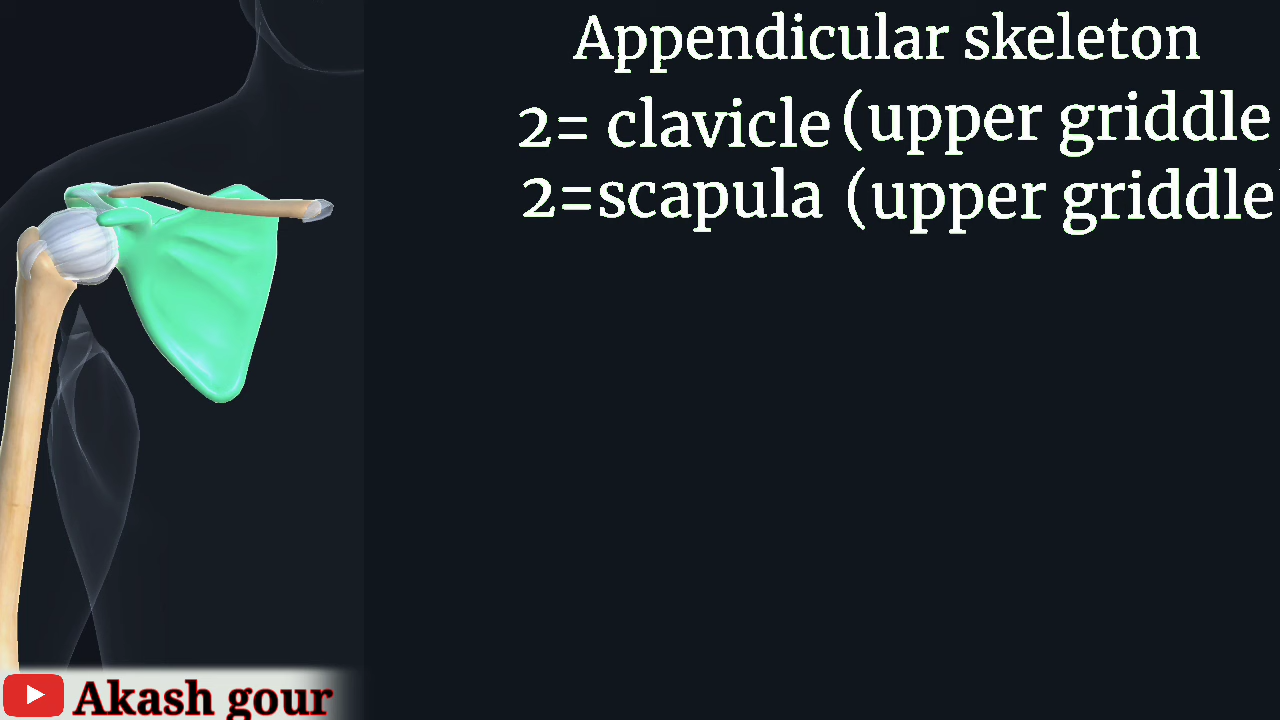 Appendicular skeleton
2= clavicle (upper griddle
2=scapula (upper griddle
Akash gour